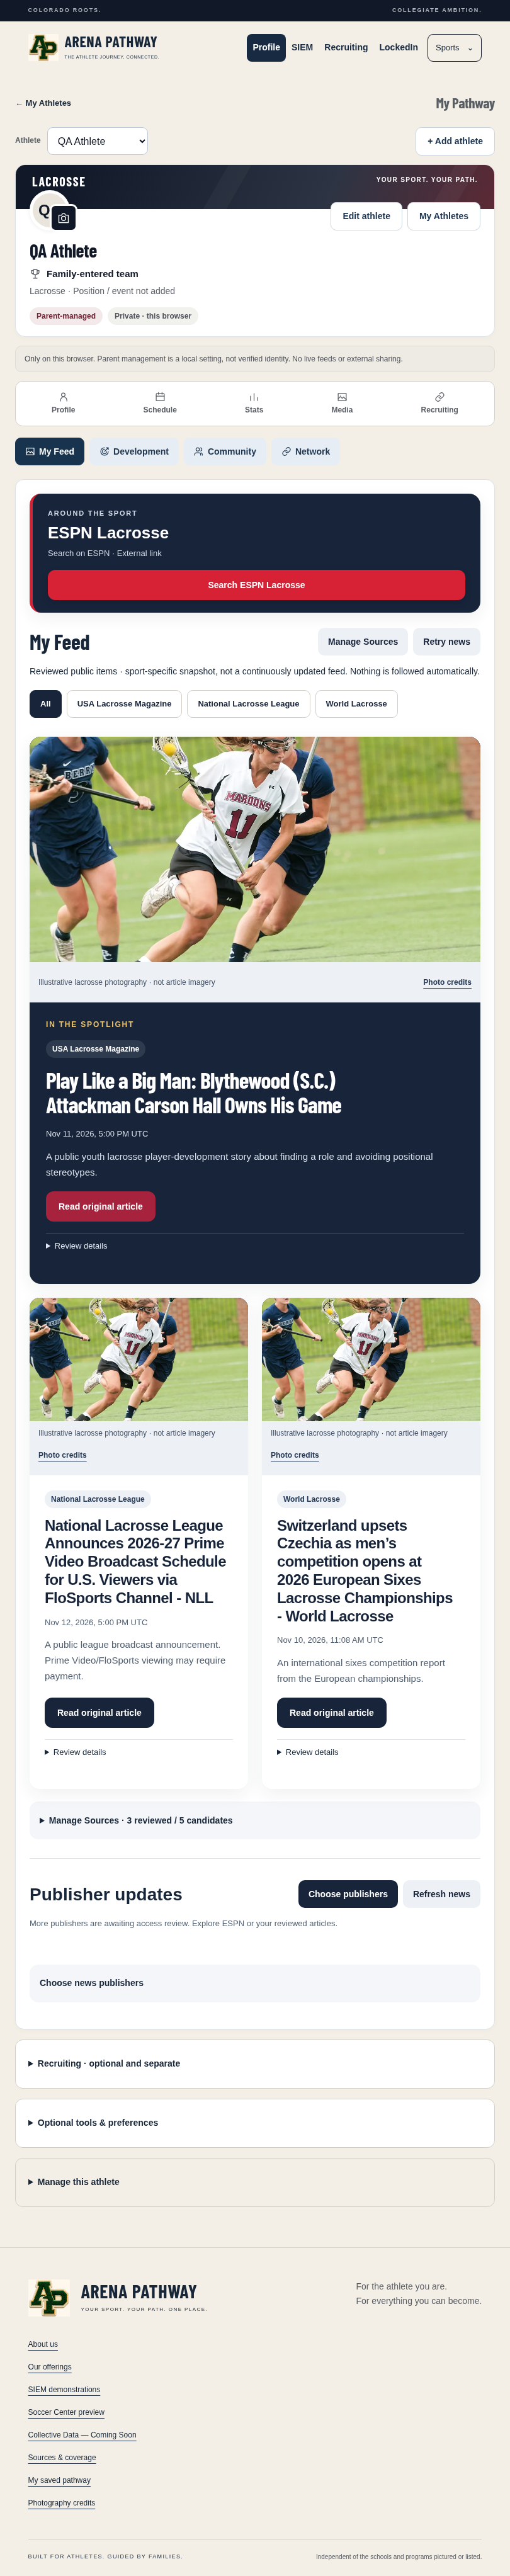 COLORADO ROOTS.
COLLEGIATE AMBITION.
ARENA PATHWAY
THE ATHLETE JOURNEY, CONNECTED.
Profile
SIEM
Recruiting
LockedIn
Sports
← My Athletes
My Pathway
Athlete
QA Athlete
+ Add athlete
LACROSSE
YOUR SPORT. YOUR PATH.
Q
Edit athlete
My Athletes
QA Athlete
Family-entered team
Lacrosse · Position / event not added
Parent-managed
Private · this browser
Only on this browser. Parent management is a local setting, not verified identity. No live feeds or external sharing.
Profile
Schedule
Stats
Media
Recruiting
My Feed
Development
Community
Network
AROUND THE SPORT
ESPN Lacrosse
Search on ESPN · External link
Search ESPN Lacrosse
My Feed
Manage Sources
Retry news
Reviewed public items · sport-specific snapshot, not a continuously updated feed. Nothing is followed automatically.
All
USA Lacrosse Magazine
National Lacrosse League
World Lacrosse
BERRY
MAROONS
11
Illustrative lacrosse photography · not article imagery
Photo credits
IN THE SPOTLIGHT
USA Lacrosse Magazine
Play Like a Big Man: Blythewood (S.C.)
Attackman Carson Hall Owns His Game
Nov 11, 2026, 5:00 PM UTC
A public youth lacrosse player-development story about finding a role and avoiding positional
stereotypes.
Read original article
Review details
MAROONS
11
Illustrative lacrosse photography · not article imagery
Photo credits
National Lacrosse League
National Lacrosse League
Announces 2026-27 Prime
Video Broadcast Schedule
for U.S. Viewers via
FloSports Channel - NLL
Nov 12, 2026, 5:00 PM UTC
A public league broadcast announcement.
Prime Video/FloSports viewing may require
payment.
Read original article
Review details
MAROONS
11
Illustrative lacrosse photography · not article imagery
Photo credits
World Lacrosse
Switzerland upsets
Czechia as men’s
competition opens at
2026 European Sixes
Lacrosse Championships
- World Lacrosse
Nov 10, 2026, 11:08 AM UTC
An international sixes competition report
from the European championships.
Read original article
Review details
Manage Sources · 3 reviewed / 5 candidates
Publisher updates
Choose publishers
Refresh news
More publishers are awaiting access review. Explore ESPN or your reviewed articles.
Choose news publishers
Recruiting · optional and separate
Optional tools & preferences
Manage this athlete
ARENA PATHWAY
YOUR SPORT. YOUR PATH. ONE PLACE.
For the athlete you are.
For everything you can become.
About us
Our offerings
SIEM demonstrations
Soccer Center preview
Collective Data — Coming Soon
Sources & coverage
My saved pathway
Photography credits
BUILT FOR ATHLETES. GUIDED BY FAMILIES.
Independent of the schools and programs pictured or listed.